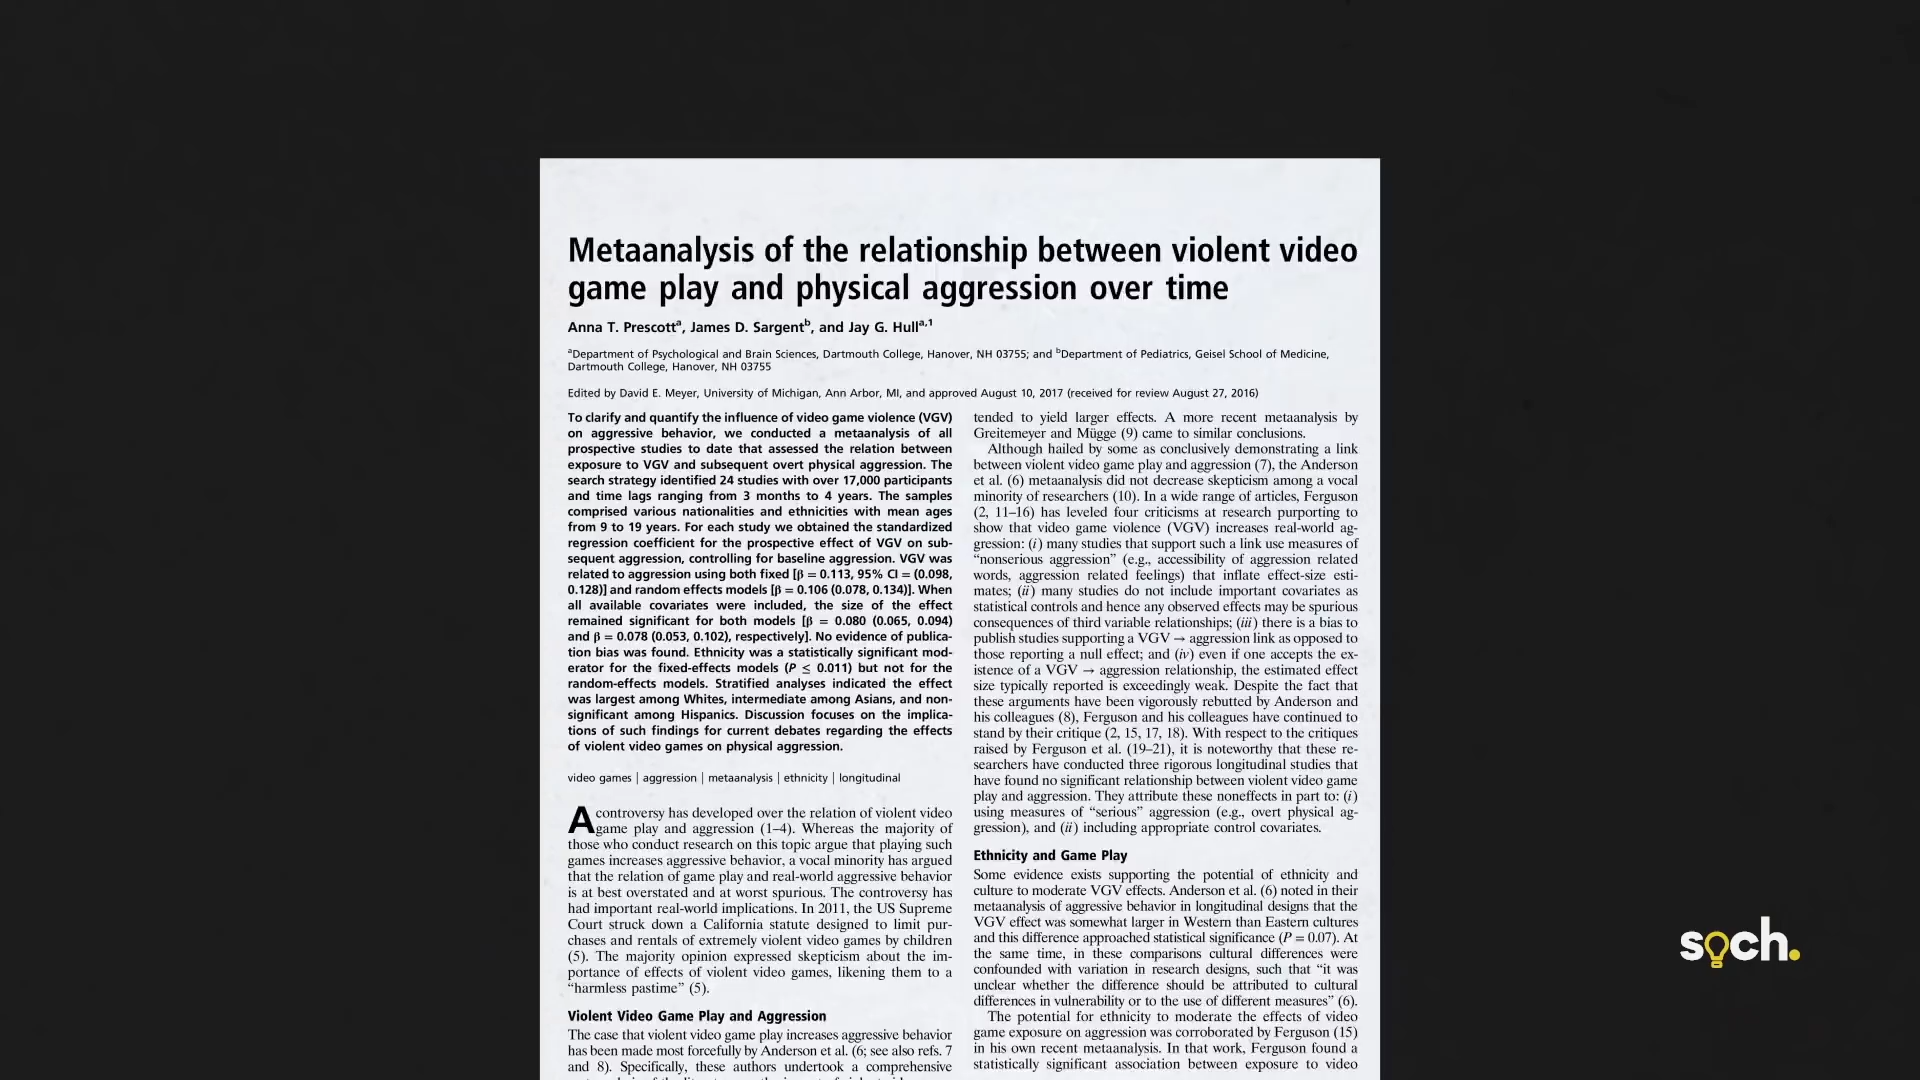 Metaanalysis of the relationship between violent video
game play and physical aggression over time
Anna T. Prescottᵃ, James D. Sargentᵇ, and Jay G. Hullᵃ,¹
ᵃDepartment of Psychological and Brain Sciences, Dartmouth College, Hanover, NH 03755; and ᵇDepartment of Pediatrics, Geisel School of Medicine,
Dartmouth College, Hanover, NH 03755
Edited by David E. Meyer, University of Michigan, Ann Arbor, MI, and approved August 10, 2017 (received for review August 27, 2016)
To clarify and quantify the influence of video game violence (VGV)
on aggressive behavior, we conducted a metaanalysis of all
prospective studies to date that assessed the relation between
exposure to VGV and subsequent overt physical aggression. The
search strategy identified 24 studies with over 17,000 participants
and time lags ranging from 3 months to 4 years. The samples
comprised various nationalities and ethnicities with mean ages
from 9 to 19 years. For each study we obtained the standardized
regression coefficient for the prospective effect of VGV on sub-
sequent aggression, controlling for baseline aggression. VGV was
related to aggression using both fixed [β = 0.113, 95% CI = (0.098,
0.128)] and random effects models [β = 0.106 (0.078, 0.134)]. When
all available covariates were included, the size of the effect
remained significant for both models [β = 0.080 (0.065, 0.094)
and β = 0.078 (0.053, 0.102), respectively]. No evidence of publica-
tion bias was found. Ethnicity was a statistically significant mod-
erator for the fixed-effects models (P ≤ 0.011) but not for the
random-effects models. Stratified analyses indicated the effect
was largest among Whites, intermediate among Asians, and non-
significant among Hispanics. Discussion focuses on the implica-
tions of such findings for current debates regarding the effects
of violent video games on physical aggression.
video games | aggression | metaanalysis | ethnicity | longitudinal
A controversy has developed over the relation of violent video
game play and aggression (1–4). Whereas the majority of
those who conduct research on this topic argue that playing such
games increases aggressive behavior, a vocal minority has argued
that the relation of game play and real-world aggressive behavior
is at best overstated and at worst spurious. The controversy has
had important real-world implications. In 2011, the US Supreme
Court struck down a California statute designed to limit pur-
chases and rentals of extremely violent video games by children
(5). The majority opinion expressed skepticism about the im-
portance of effects of violent video games, likening them to a
“harmless pastime” (5).
Violent Video Game Play and Aggression
The case that violent video game play increases aggressive behavior
has been made most forcefully by Anderson et al. (6; see also refs. 7
and 8). Specifically, these authors undertook a comprehensive
tended to yield larger effects. A more recent metaanalysis by
Greitemeyer and Mügge (9) came to similar conclusions.
Although hailed by some as conclusively demonstrating a link
between violent video game play and aggression (7), the Anderson
et al. (6) metaanalysis did not decrease skepticism among a vocal
minority of researchers (10). In a wide range of articles, Ferguson
(2, 11–16) has leveled four criticisms at research purporting to
show that video game violence (VGV) increases real-world ag-
gression: (i) many studies that support such a link use measures of
“nonserious aggression” (e.g., accessibility of aggression related
words, aggression related feelings) that inflate effect-size esti-
mates; (ii) many studies do not include important covariates as
statistical controls and hence any observed effects may be spurious
consequences of third variable relationships; (iii) there is a bias to
publish studies supporting a VGV → aggression link as opposed to
those reporting a null effect; and (iv) even if one accepts the ex-
istence of a VGV → aggression relationship, the estimated effect
size typically reported is exceedingly weak. Despite the fact that
these arguments have been vigorously rebutted by Anderson and
his colleagues (8), Ferguson and his colleagues have continued to
stand by their critique (2, 15, 17, 18). With respect to the critiques
raised by Ferguson et al. (19–21), it is noteworthy that these re-
searchers have conducted three rigorous longitudinal studies that
have found no significant relationship between violent video game
play and aggression. They attribute these noneffects in part to: (i)
using measures of “serious” aggression (e.g., overt physical ag-
gression), and (ii) including appropriate control covariates.
Ethnicity and Game Play
Some evidence exists supporting the potential of ethnicity and
culture to moderate VGV effects. Anderson et al. (6) noted in their
metaanalysis of aggressive behavior in longitudinal designs that the
VGV effect was somewhat larger in Western than Eastern cultures
and this difference approached statistical significance (P = 0.07). At
the same time, in these comparisons cultural differences were
confounded with variation in research designs, such that “it was
unclear whether the difference should be attributed to cultural
differences in vulnerability or to the use of different measures” (6).
The potential for ethnicity to moderate the effects of video
game exposure on aggression was corroborated by Ferguson (15)
in his own recent metaanalysis. In that work, Ferguson found a
statistically significant association between exposure to video
soch.